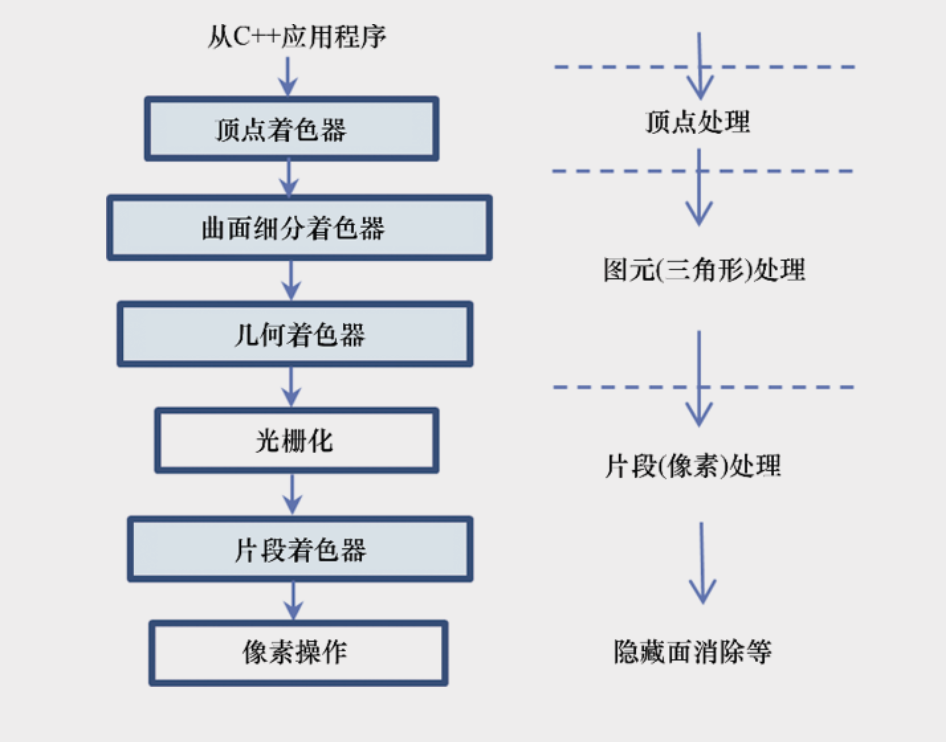 从C++应用程序
顶点着色器
曲面细分着色器
几何着色器
光栅化
片段着色器
像素操作
顶点处理
图元(三角形)处理
片段(像素)处理
隐藏面消除等